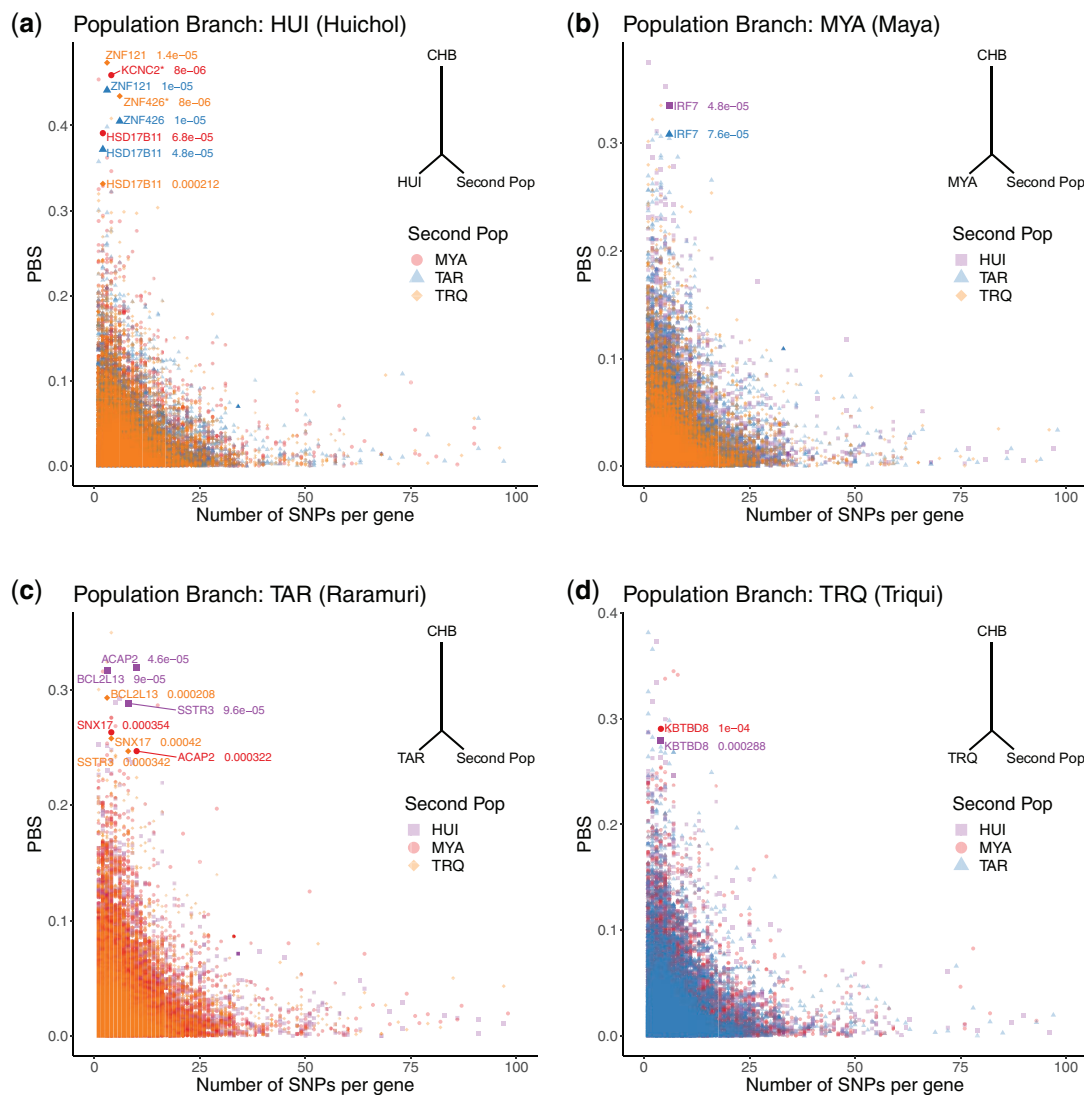 (a) Population Branch: HUI (Huichol)
ZNF121 1.4e−05
KCNC2* 8e−06
ZNF121 1e−05
ZNF426* 8e−06
ZNF426 1e−05
HSD17B11 6.8e−05
HSD17B11 4.8e−05
HSD17B11 0.000212
CHB
HUI Second Pop
Second Pop
MYA
TAR
TRQ
PBS
0.4
0.3
0.2
0.1
0.0
0 25 50 75 100
Number of SNPs per gene
(b) Population Branch: MYA (Maya)
IRF7 4.8e−05
IRF7 7.6e−05
CHB
MYA Second Pop
Second Pop
HUI
TAR
TRQ
PBS
0.3
0.2
0.1
0.0
0 25 50 75 100
Number of SNPs per gene
(c) Population Branch: TAR (Raramuri)
ACAP2 4.6e−05
BCL2L13 9e−05
BCL2L13 0.000208
SSTR3 9.6e−05
SNX17 0.000354
SNX17 0.00042
ACAP2 0.000322
SSTR3 0.000342
CHB
TAR Second Pop
Second Pop
HUI
MYA
TRQ
PBS
0.3
0.2
0.1
0.0
0 25 50 75 100
Number of SNPs per gene
(d) Population Branch: TRQ (Triqui)
KBTBD8 1e−04
KBTBD8 0.000288
CHB
TRQ Second Pop
Second Pop
HUI
MYA
TAR
PBS
0.4
0.3
0.2
0.1
0.0
0 25 50 75 100
Number of SNPs per gene